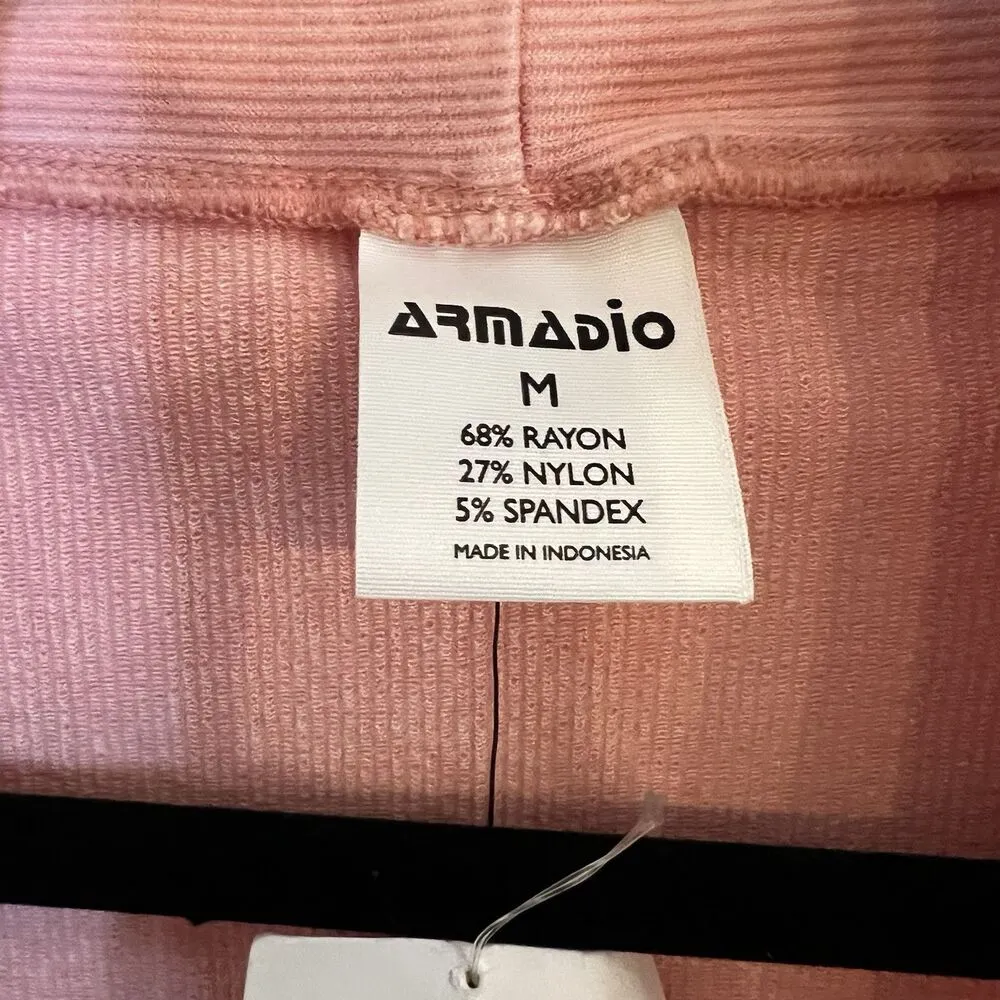 ARMADiO
M
68% RAYON
27% NYLON
5% SPANDEX
MADE IN INDONESIA